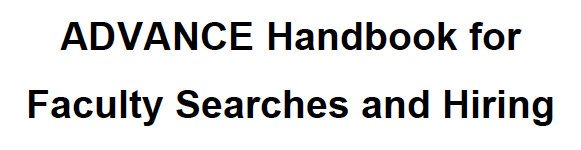 ADVANCE Handbook for
Faculty Searches and Hiring